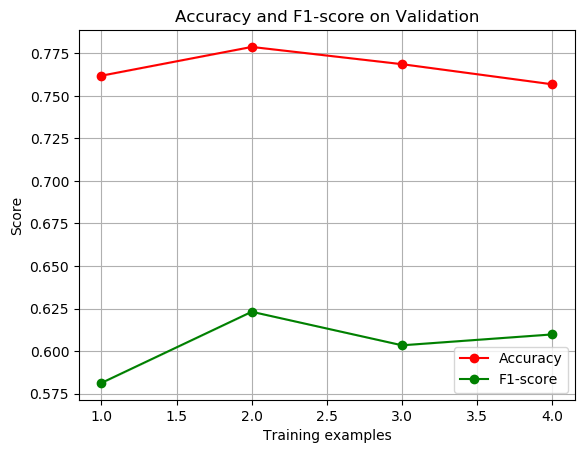 Accuracy and F1-score on Validation
0.775
0.750
0.725
0.700
0.675
0.650
0.625
0.600
0.575
Score
1.0 1.5 2.0 2.5 3.0 3.5 4.0
Training examples
Accuracy
F1-score